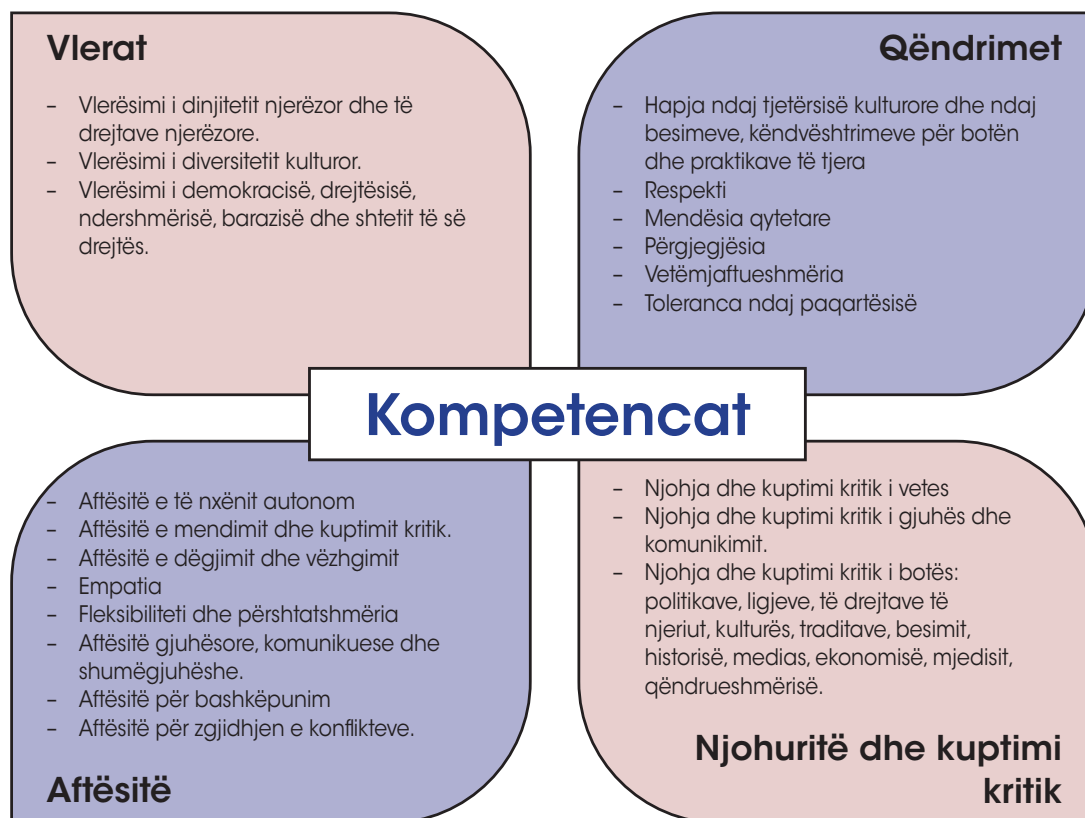 Vlerat
– Vlerësimi i dinjitetit njerëzor dhe të
drejtave njerëzore.
– Vlerësimi i diversitetit kulturor.
– Vlerësimi i demokracisë, drejtësisë,
ndershmërisë, barazisë dhe shtetit të së
drejtës.
Qëndrimet
– Hapja ndaj tjetërsisë kulturore dhe ndaj
besimeve, këndvështrimeve për botën
dhe praktikave të tjera
– Respekti
– Mendësia qytetare
– Përgjegjësia
– Vetëmjaftueshmëria
– Toleranca ndaj paqartësisë
Kompetencat
– Aftësitë e të nxënit autonom
– Aftësitë e mendimit dhe kuptimit kritik.
– Aftësitë e dëgjimit dhe vëzhgimit
– Empatia
– Fleksibiliteti dhe përshtatshmëria
– Aftësitë gjuhësore, komunikuese dhe
shumëgjuhëshe.
– Aftësitë për bashkëpunim
– Aftësitë për zgjidhjen e konflikteve.
Aftësitë
– Njohja dhe kuptimi kritik i vetes
– Njohja dhe kuptimi kritik i gjuhës dhe
komunikimit.
– Njohja dhe kuptimi kritik i botës:
politikave, ligjeve, të drejtave të
njeriut, kulturës, traditave, besimit,
historisë, medias, ekonomisë, mjedisit,
qëndrueshmërisë.
Njohuritë dhe kuptimi
kritik